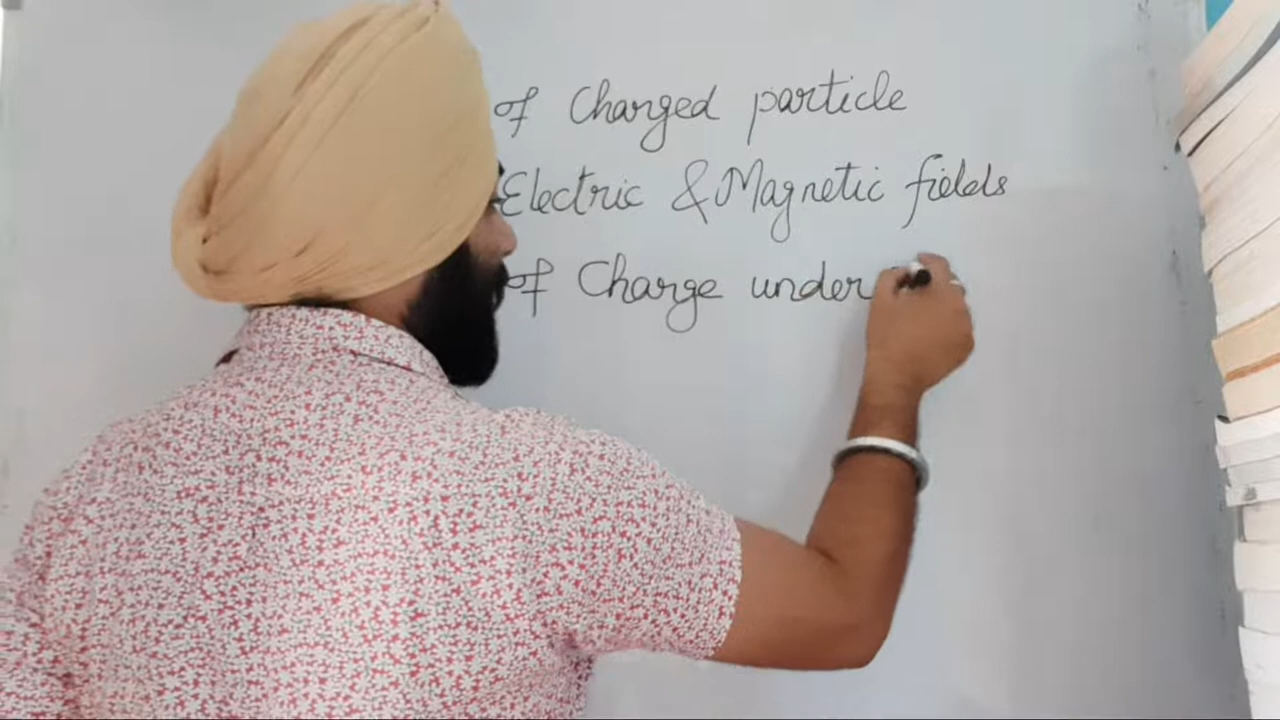 of Charged particle
Electric & Magnetic fields
of Charge under